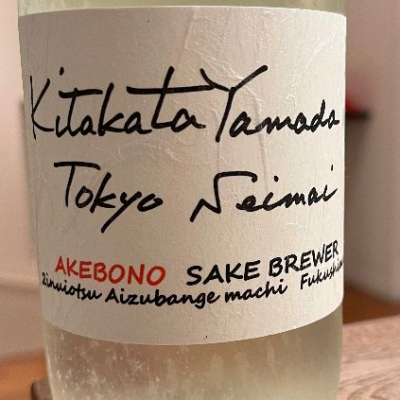 Kitakata Yamada
Tokyo Seimai
AKEBONO SAKE BREWER
Aizubange machi Fukushima